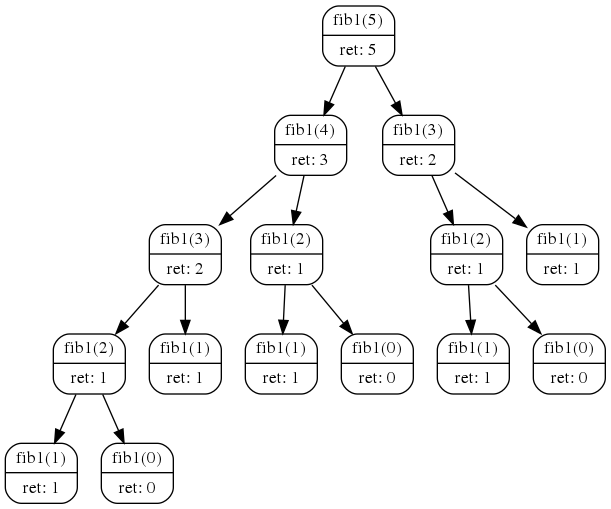 fib1(5)
ret: 5
fib1(4)
ret: 3
fib1(3)
ret: 2
fib1(3)
ret: 2
fib1(2)
ret: 1
fib1(2)
ret: 1
fib1(1)
ret: 1
fib1(2)
ret: 1
fib1(1)
ret: 1
fib1(1)
ret: 1
fib1(0)
ret: 0
fib1(1)
ret: 1
fib1(0)
ret: 0
fib1(1)
ret: 1
fib1(0)
ret: 0